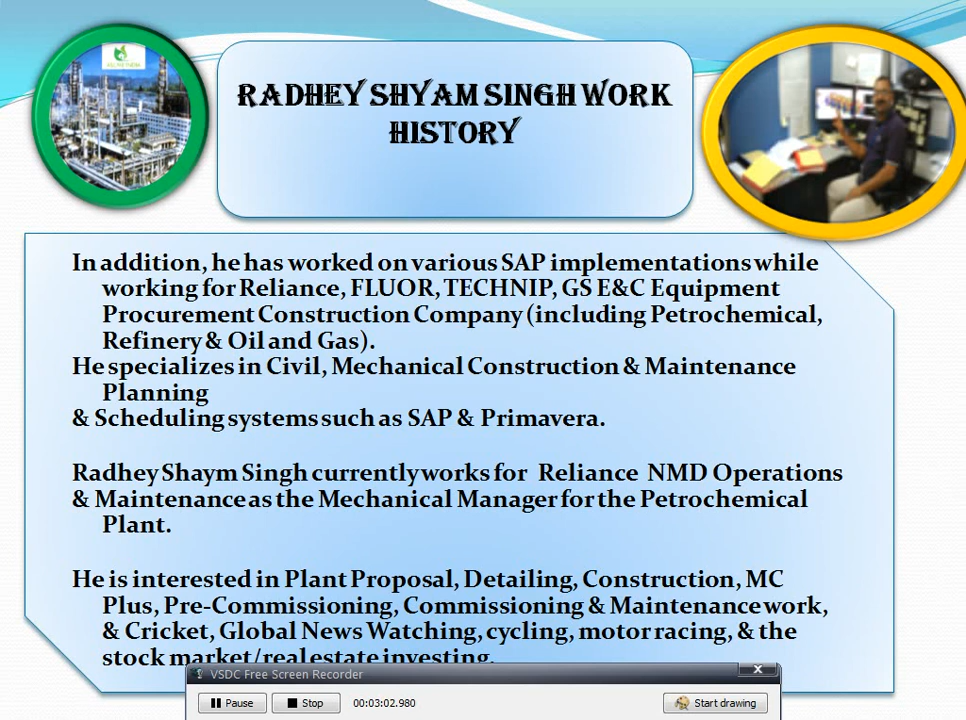 RADHEY SHYAM SINGH WORK
HISTORY
In addition, he has worked on various SAP implementations while
working for Reliance, FLUOR, TECHNIP, GS E&C Equipment
Procurement Construction Company (including Petrochemical,
Refinery & Oil and Gas).
He specializes in Civil, Mechanical Construction & Maintenance
Planning
& Scheduling systems such as SAP & Primavera.
Radhey Shaym Singh currently works for Reliance NMD Operations
& Maintenance as the Mechanical Manager for the Petrochemical
Plant.
He is interested in Plant Proposal, Detailing, Construction, MC
Plus, Pre-Commissioning, Commissioning & Maintenance work,
& Cricket, Global News Watching, cycling, motor racing, & the
stock market/real estate investing.
VSDC Free Screen Recorder
Pause
Stop
00:03:02.980
Start drawing